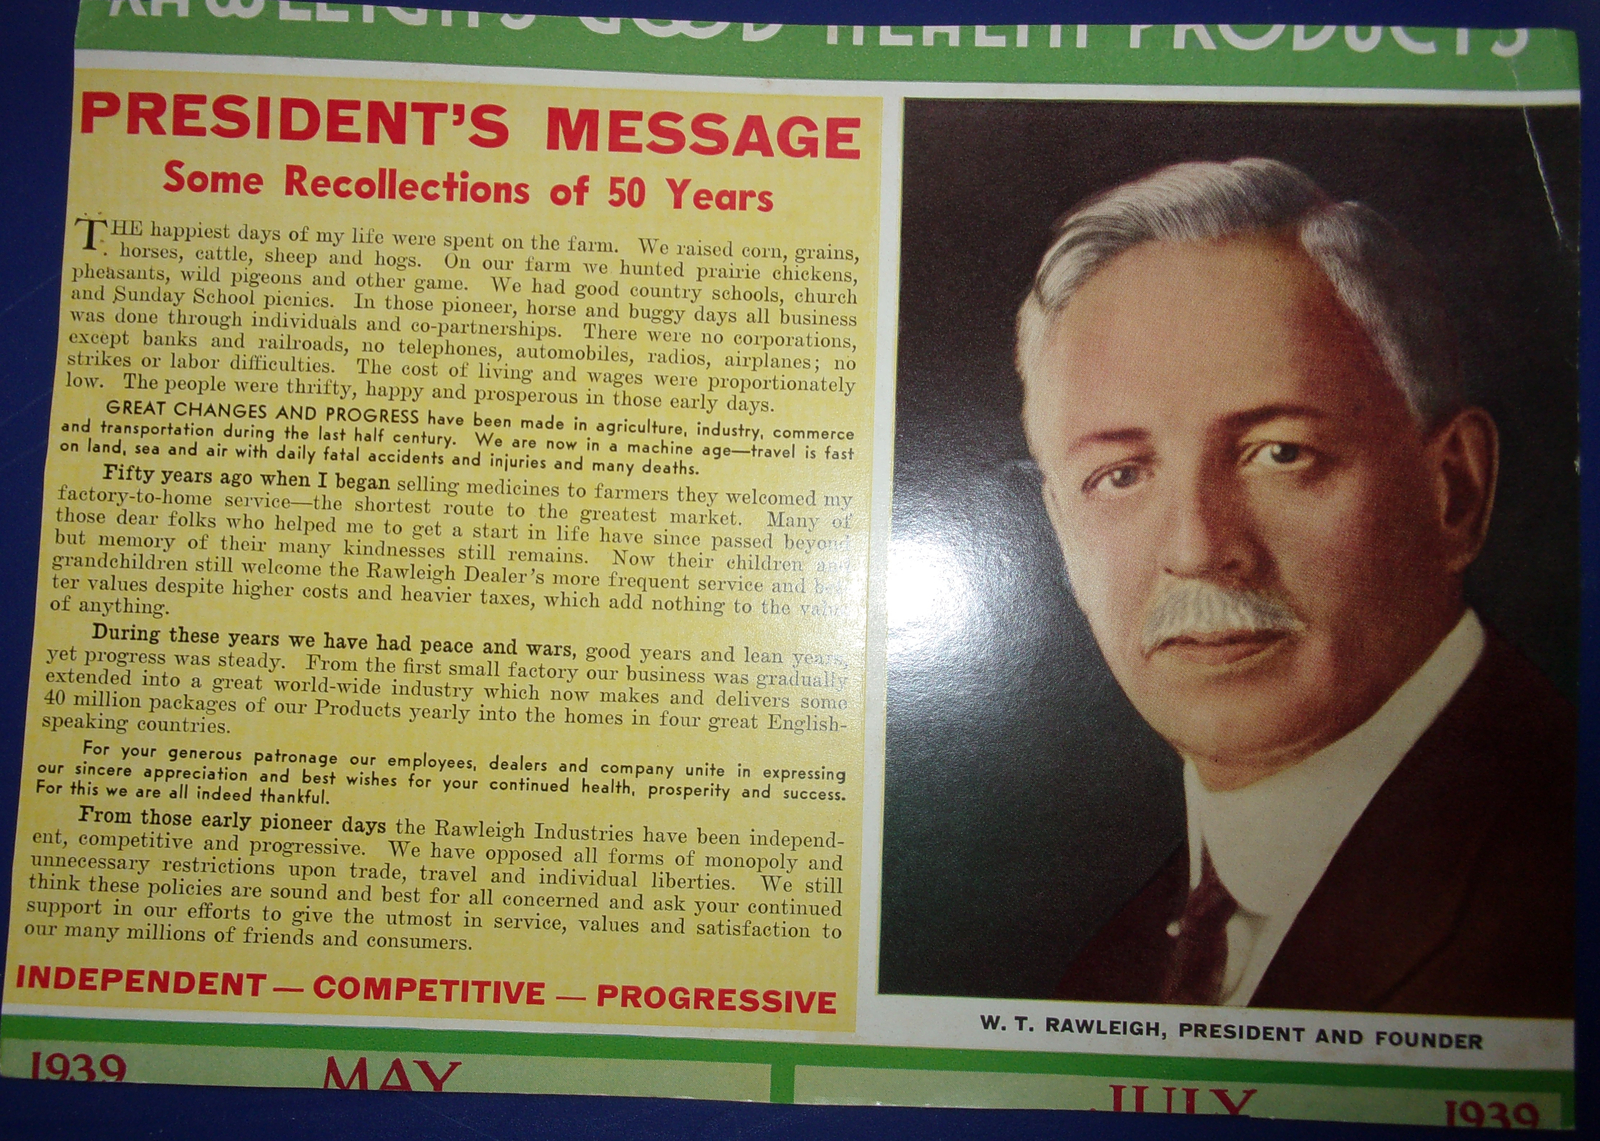 RAWLEIGH'S GOOD HEALTH PRODUCTS
PRESIDENT'S MESSAGE
Some Recollections of 50 Years
THE happiest days of my life were spent on the farm. We raised corn, grains,
horses, cattle, sheep and hogs. On our farm we hunted prairie chickens,
pheasants, wild pigeons and other game. We had good country schools, church
and Sunday School picnics. In those pioneer, horse and buggy days all business
was done through individuals and co-partnerships. There were no corporations,
except banks and railroads, no telephones, automobiles, radios, airplanes; no
strikes or labor difficulties. The cost of living and wages were proportionately
low. The people were thrifty, happy and prosperous in those early days.
GREAT CHANGES AND PROGRESS have been made in agriculture, industry, commerce
and transportation during the last half century. We are now in a machine age—travel is fast
on land, sea and air with daily fatal accidents and injuries and many deaths.
Fifty years ago when I began selling medicines to farmers they welcomed my
factory-to-home service—the shortest route to the greatest market. Many of
those dear folks who helped me to get a start in life have since passed beyond
but memory of their many kindnesses still remains. Now their children and
grandchildren still welcome the Rawleigh Dealer's more frequent service and bet-
ter values despite higher costs and heavier taxes, which add nothing to the value
of anything.
During these years we have had peace and wars, good years and lean years,
yet progress was steady. From the first small factory our business was gradually
extended into a great world-wide industry which now makes and delivers some
40 million packages of our Products yearly into the homes in four great English-
speaking countries.
For your generous patronage our employees, dealers and company unite in expressing
our sincere appreciation and best wishes for your continued health, prosperity and success.
For this we are all indeed thankful.
From those early pioneer days the Rawleigh Industries have been independ-
ent, competitive and progressive. We have opposed all forms of monopoly and
unnecessary restrictions upon trade, travel and individual liberties. We still
think these policies are sound and best for all concerned and ask your continued
support in our efforts to give the utmost in service, values and satisfaction to
our many millions of friends and consumers.
INDEPENDENT — COMPETITIVE — PROGRESSIVE
W. T. RAWLEIGH, PRESIDENT AND FOUNDER
1939 MAY
JULY 1939